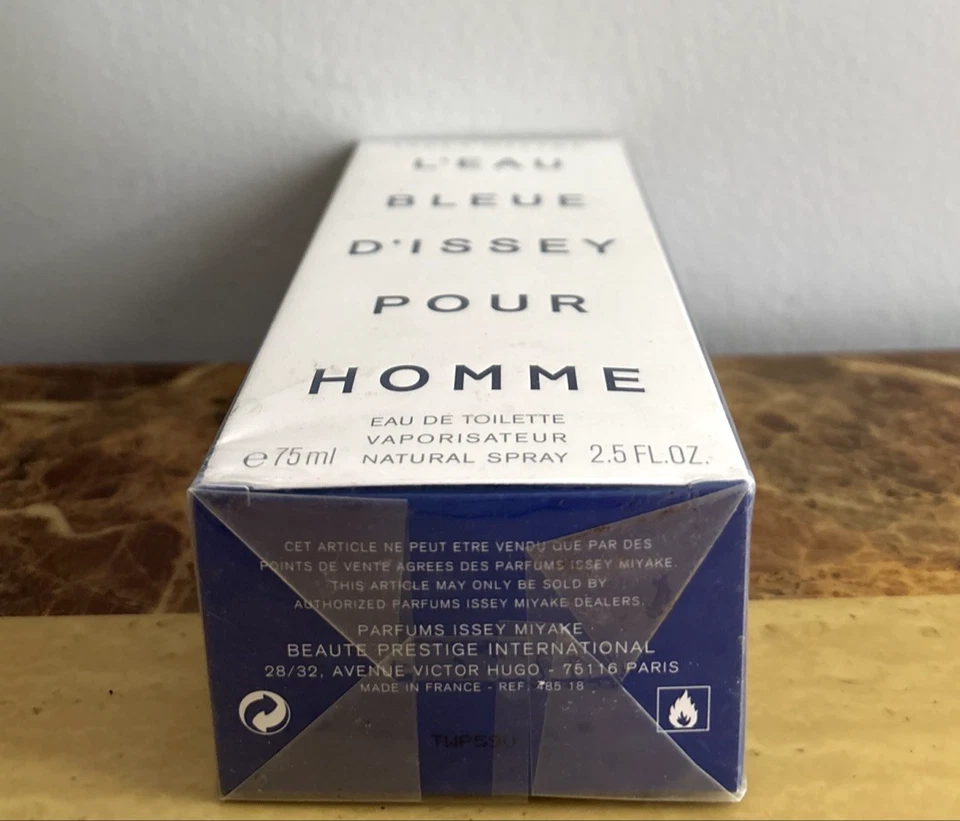 L'EAU
BLEUE
D'ISSEY
POUR
HOMME
EAU DE TOILETTE
VAPORISATEUR
℮ 75 ml NATURAL SPRAY 2.5 FL.OZ.
CET ARTICLE NE PEUT ETRE VENDU QUE PAR DES
POINTS DE VENTE AGREES DES PARFUMS ISSEY MIYAKE.
THIS ARTICLE MAY ONLY BE SOLD BY
AUTHORIZED PARFUMS ISSEY MIYAKE DEALERS.
PARFUMS ISSEY MIYAKE
BEAUTE PRESTIGE INTERNATIONAL
28/32, AVENUE VICTOR HUGO - 75116 PARIS
MADE IN FRANCE - REF. 485 18